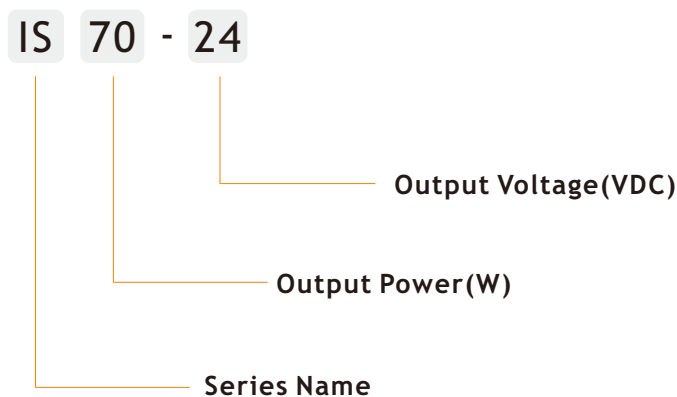 IS 70 - 24
Output Voltage(VDC)
Output Power(W)
Series Name